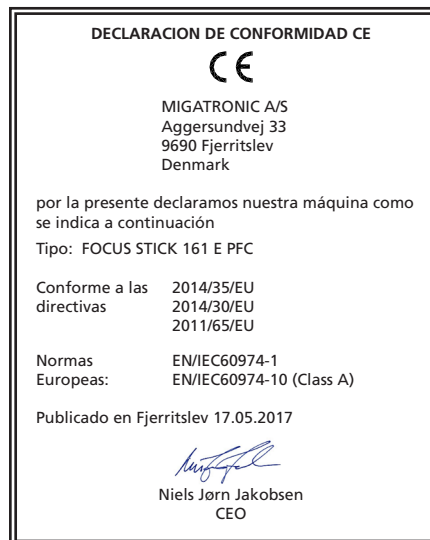 DECLARACION DE CONFORMIDAD CE
CE
MIGATRONIC A/S
Aggersundvej 33
9690 Fjerritslev
Denmark
por la presente declaramos nuestra máquina como
se indica a continuación
Tipo: FOCUS STICK 161 E PFC
Conforme a las 2014/35/EU
directivas 2014/30/EU
2011/65/EU
Normas EN/IEC60974-1
Europeas: EN/IEC60974-10 (Class A)
Publicado en Fjerritslev 17.05.2017
Niels Jørn Jakobsen
CEO